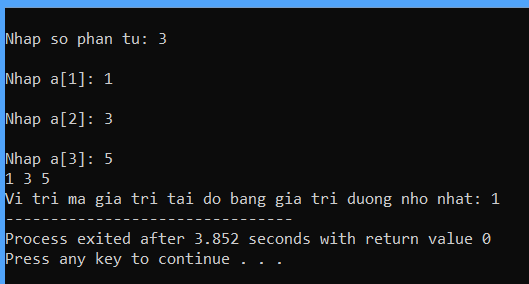 Nhap so phan tu: 3
Nhap a[1]: 1
Nhap a[2]: 3
Nhap a[3]: 5
1 3 5
Vi tri ma gia tri tai do bang gia tri duong nho nhat: 1
--------------------------------
Process exited after 3.852 seconds with return value 0
Press any key to continue . . .